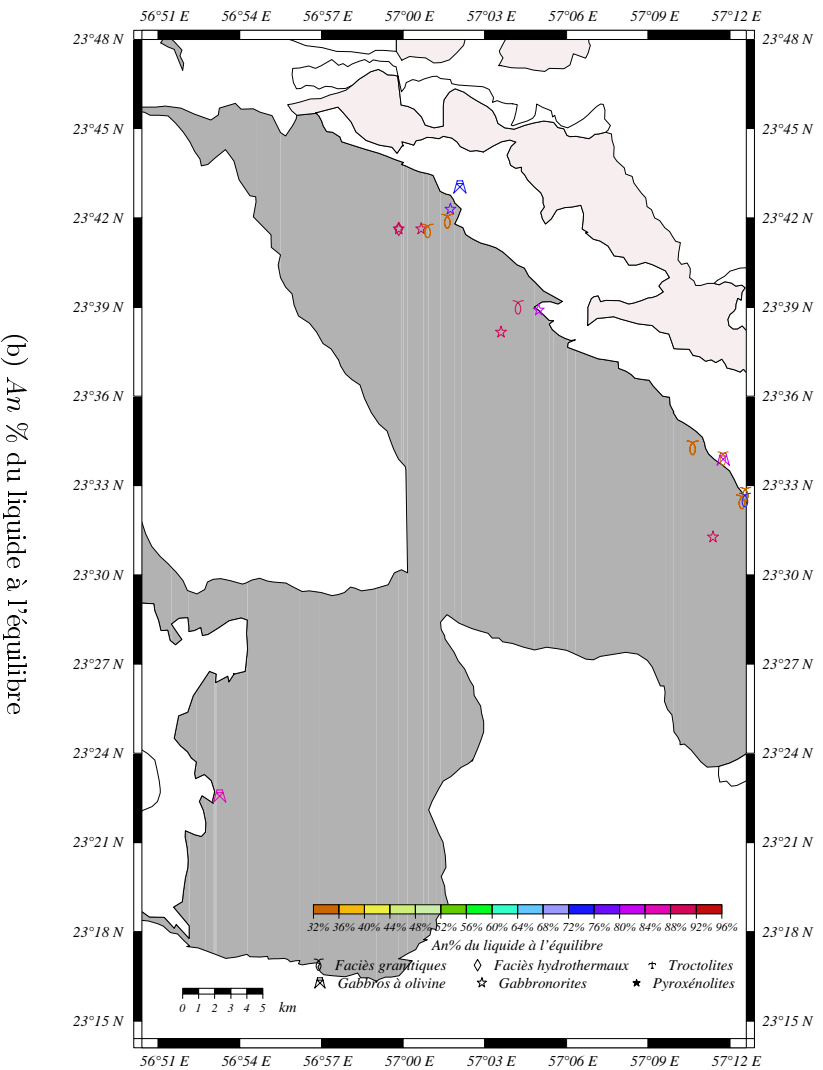 56°51 E 56°54 E 56°57 E 57°00 E 57°03 E 57°06 E 57°09 E 57°12 E
23°48 N 23°48 N
23°45 N 23°45 N
23°42 N 23°42 N
23°39 N 23°39 N
23°36 N 23°36 N
23°33 N 23°33 N
23°30 N 23°30 N
23°27 N 23°27 N
23°24 N 23°24 N
23°21 N 23°21 N
23°18 N 23°18 N
23°15 N 23°15 N
(b) An % du liquide à l'équilibre
32% 36% 40% 44% 48% 52% 56% 60% 64% 68% 72% 76% 80% 84% 88% 92% 96%
An% du liquide à l'équilibre
Faciès granitiques Faciès hydrothermaux Troctolites
Gabbros à olivine Gabbronorites Pyroxénolites
0 1 2 3 4 5 km
56°51 E 56°54 E 56°57 E 57°00 E 57°03 E 57°06 E 57°09 E 57°12 E